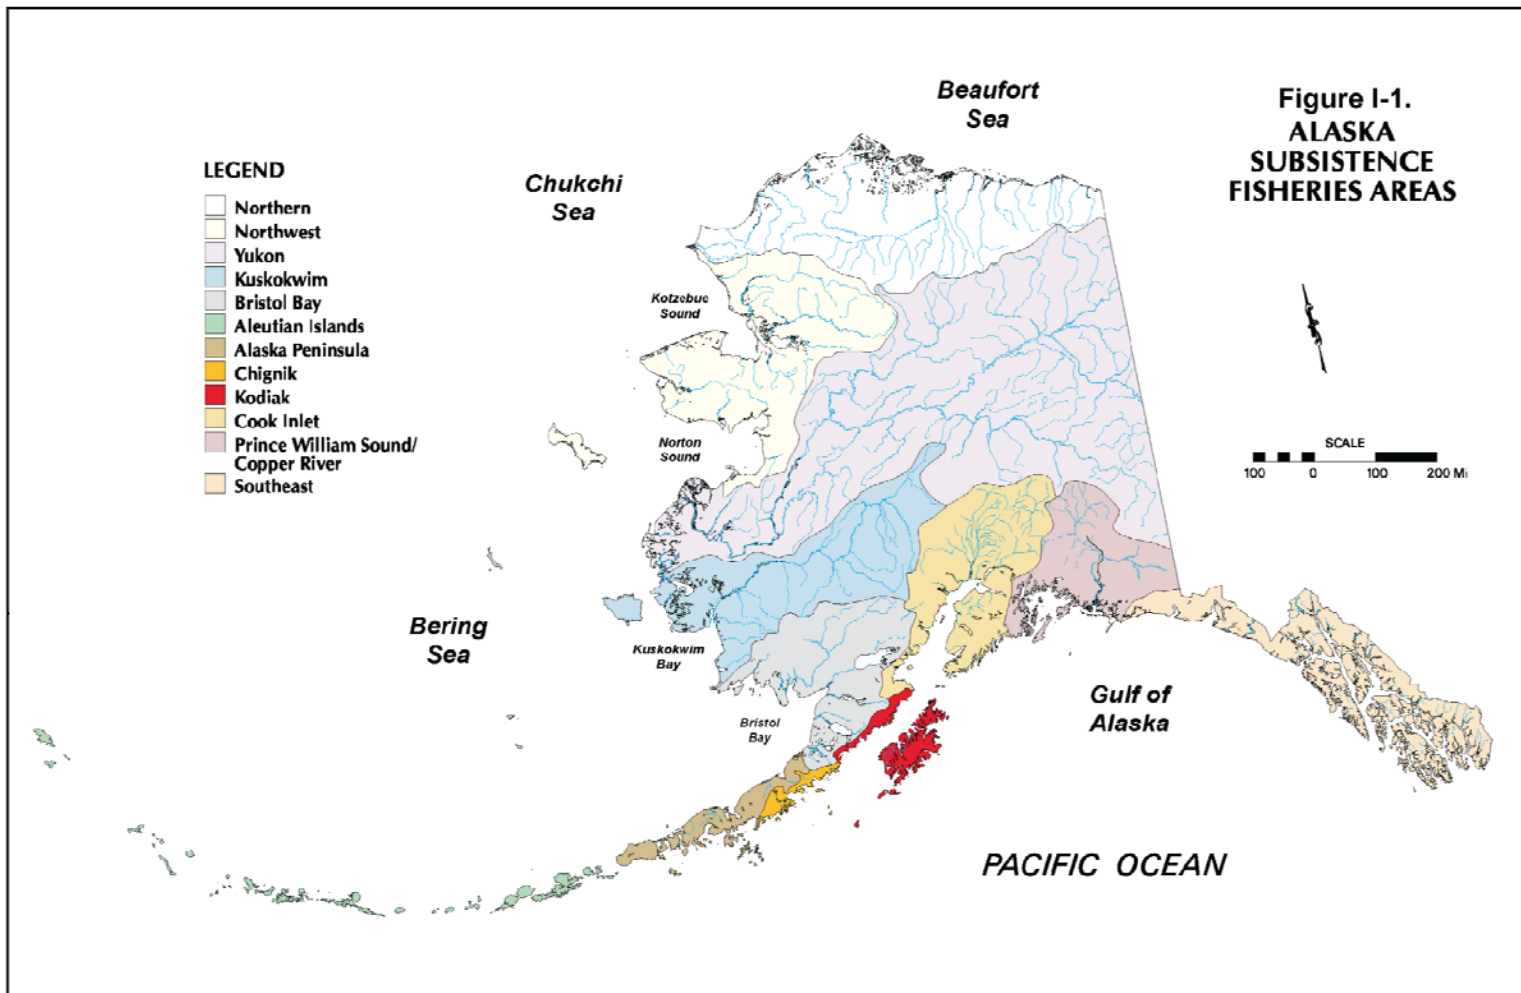 Beaufort
Sea
Figure I-1.
ALASKA
SUBSISTENCE
FISHERIES AREAS
LEGEND
Northern
Northwest
Yukon
Kuskokwim
Bristol Bay
Aleutian Islands
Alaska Peninsula
Chignik
Kodiak
Cook Inlet
Prince William Sound/
Copper River
Southeast
Chukchi
Sea
Kotzebue
Sound
Norton
Sound
SCALE
100 0 100 200 Mi
Bering
Sea
Kuskokwim
Bay
Bristol
Bay
Gulf of
Alaska
PACIFIC OCEAN